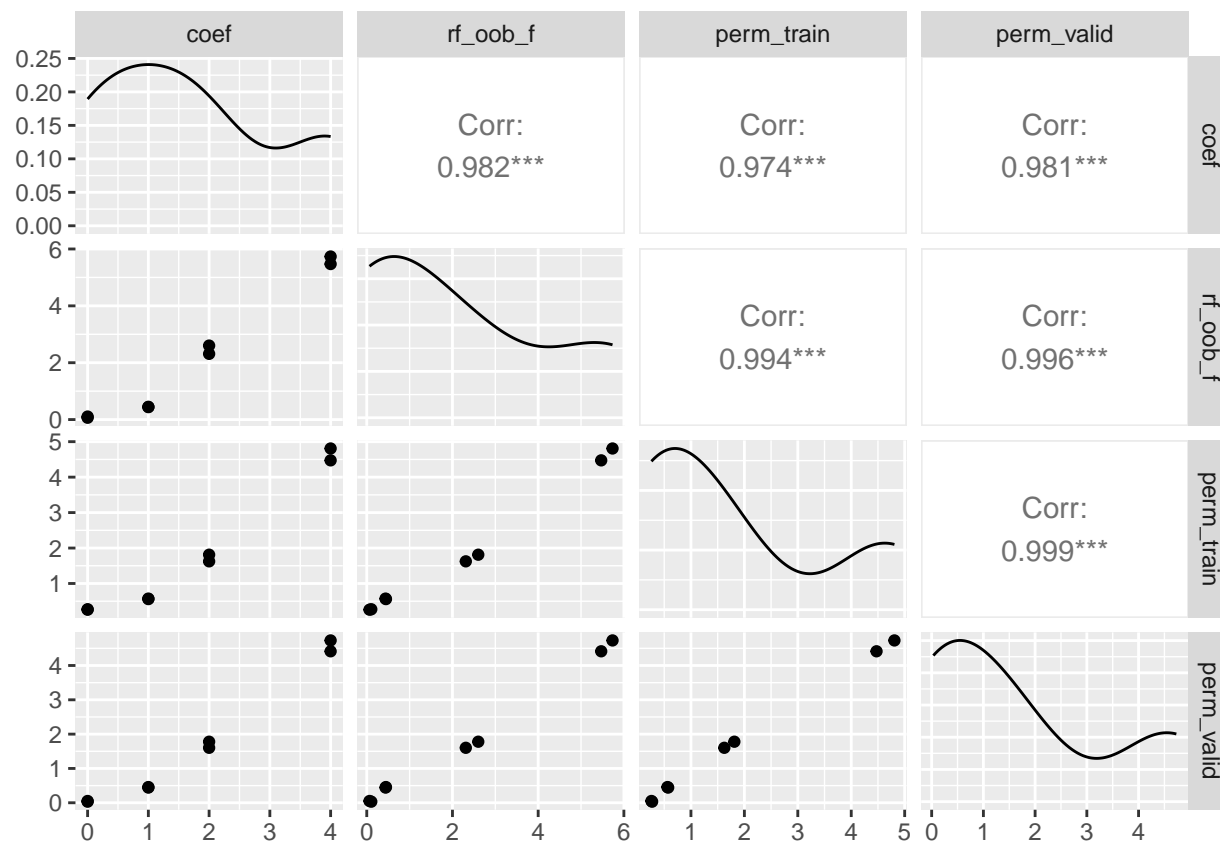 coef rf_oob_f perm_train perm_valid
0.25
0.20
0.15
0.10
0.05
0.00
Corr:
0.982***
Corr:
0.974***
Corr:
0.981***
coef
6
4
2
0
Corr:
0.994***
Corr:
0.996***
rf_oob_f
5
4
3
2
1
Corr:
0.999***
perm_train
4
3
2
1
0
perm_valid
0 1 2 3 4 0 2 4 6 1 2 3 4 5 0 1 2 3 4